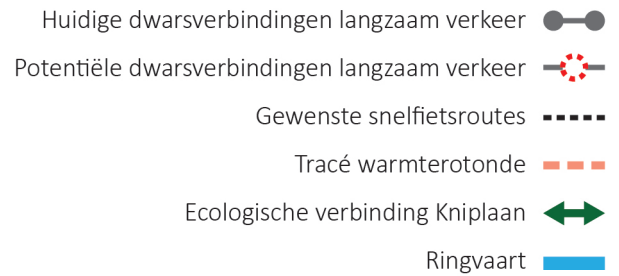 Huidige dwarsverbindingen langzaam verkeer
Potentiële dwarsverbindingen langzaam verkeer
Gewenste snelfietsroutes
Tracé warmterotonde
Ecologische verbinding Kniplaan
Ringvaart